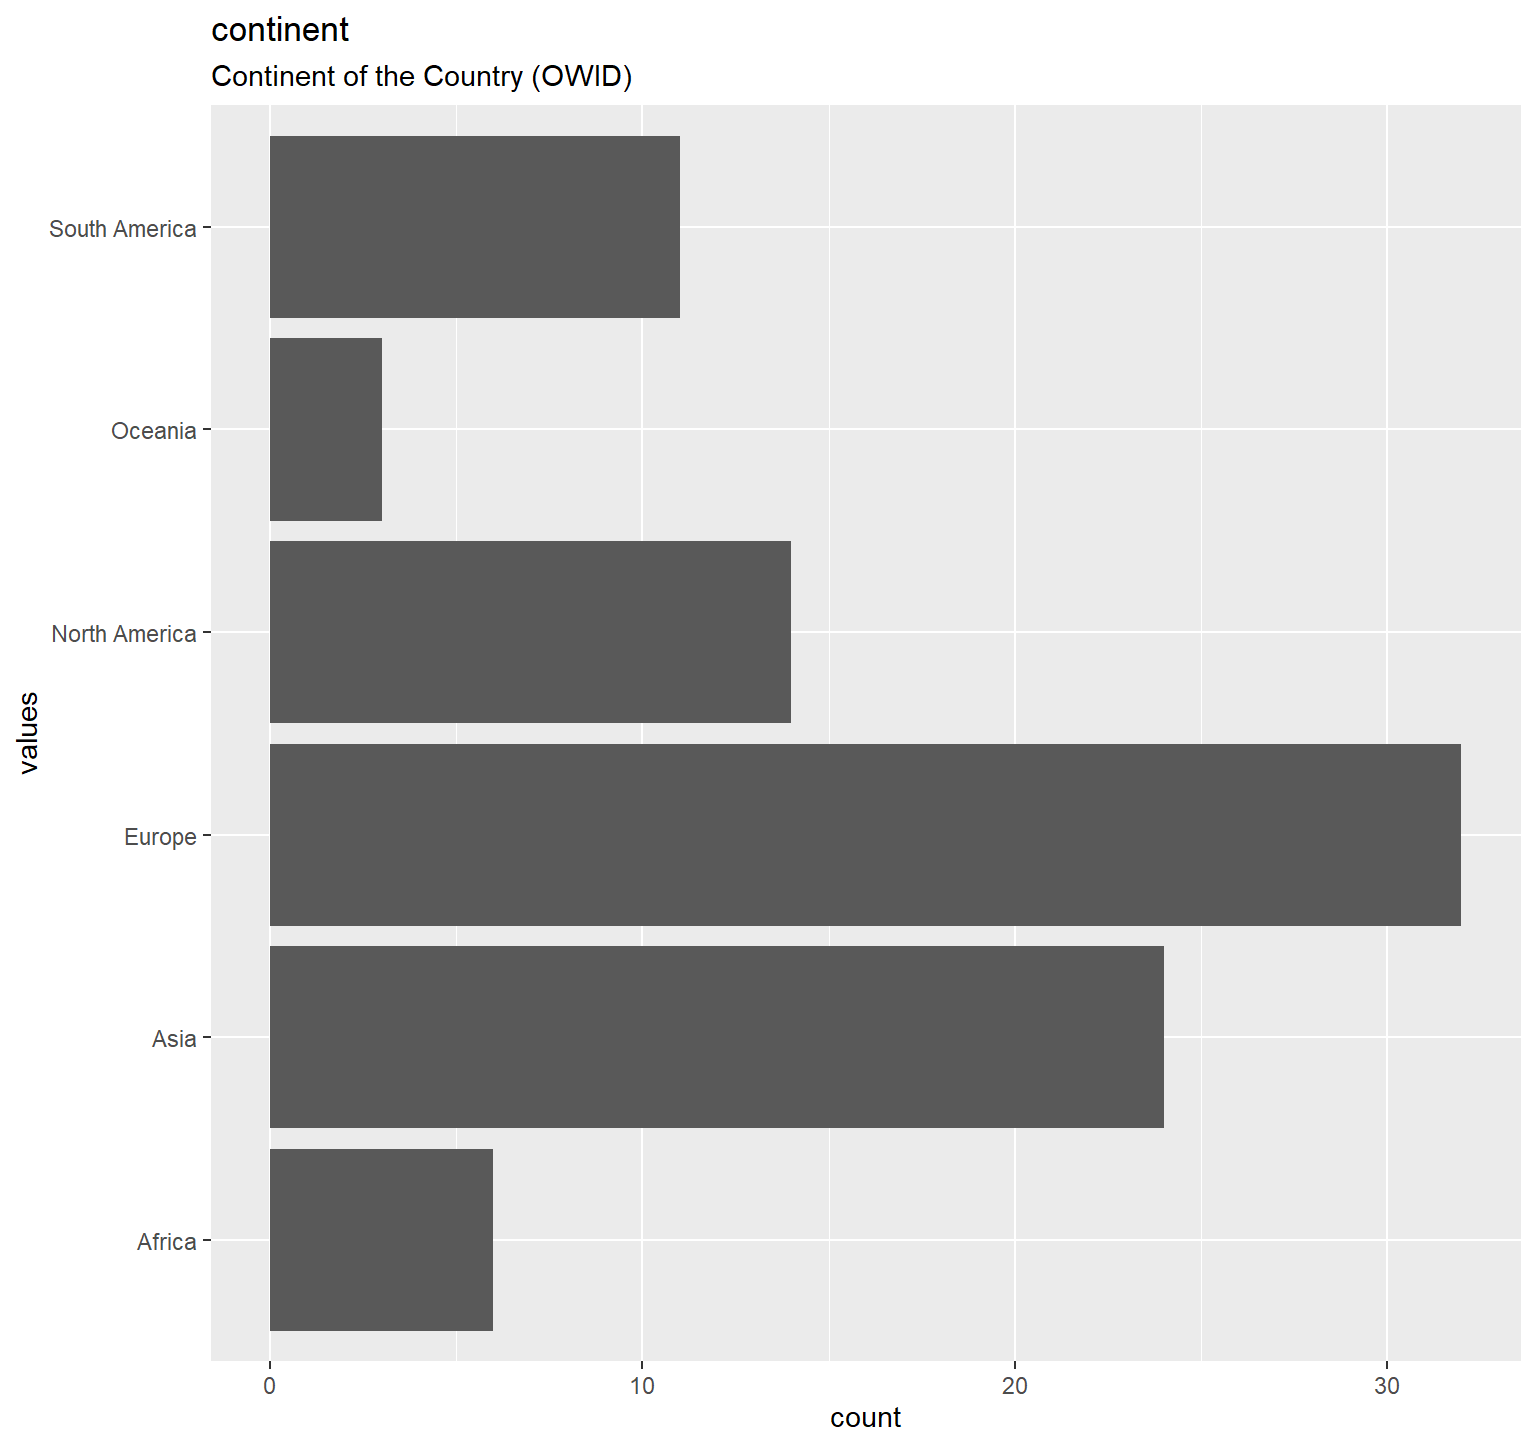 continent
Continent of the Country (OWID)
South America
Oceania
North America
Europe
Asia
Africa
values
0 10 20 30
count